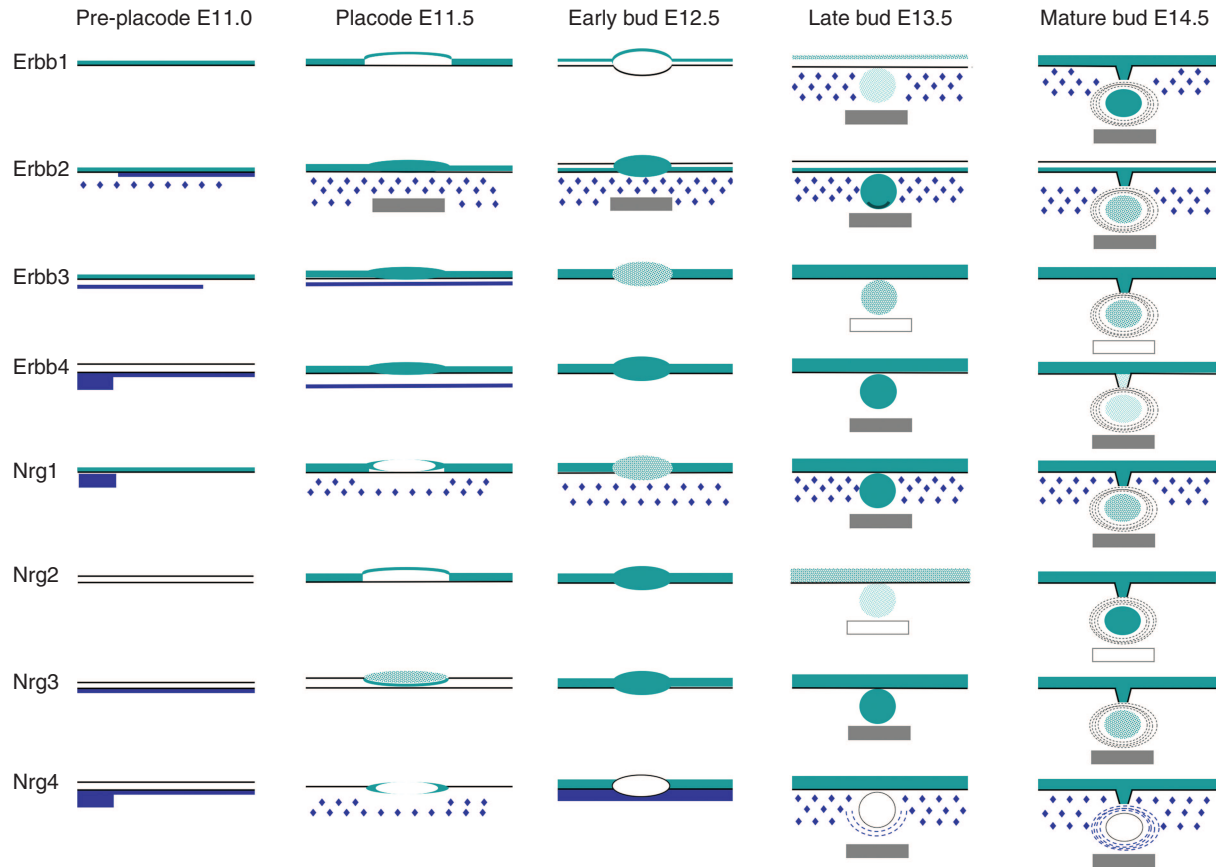 Pre-placode E11.0 Placode E11.5 Early bud E12.5 Late bud E13.5 Mature bud E14.5
Erbb1
Erbb2
Erbb3
Erbb4
Nrg1
Nrg2
Nrg3
Nrg4